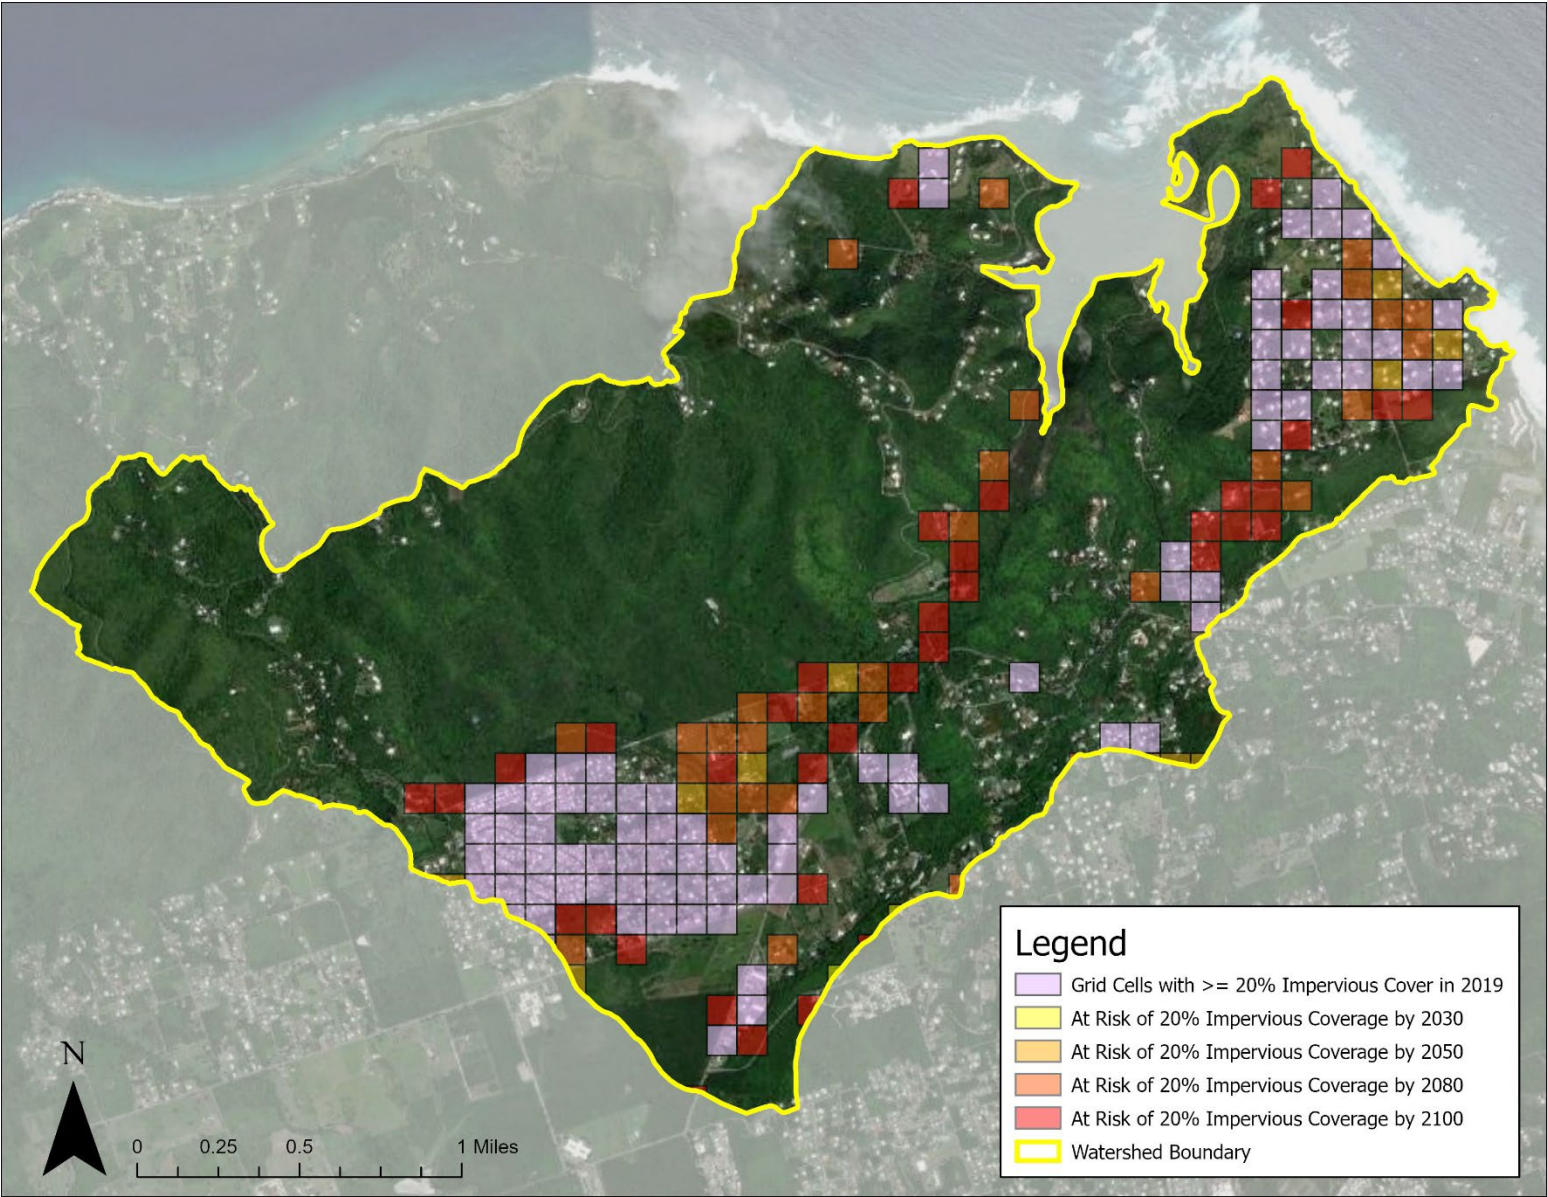 Legend
Grid Cells with >= 20% Impervious Cover in 2019
At Risk of 20% Impervious Coverage by 2030
At Risk of 20% Impervious Coverage by 2050
At Risk of 20% Impervious Coverage by 2080
At Risk of 20% Impervious Coverage by 2100
Watershed Boundary
N
0 0.25 0.5 1 Miles